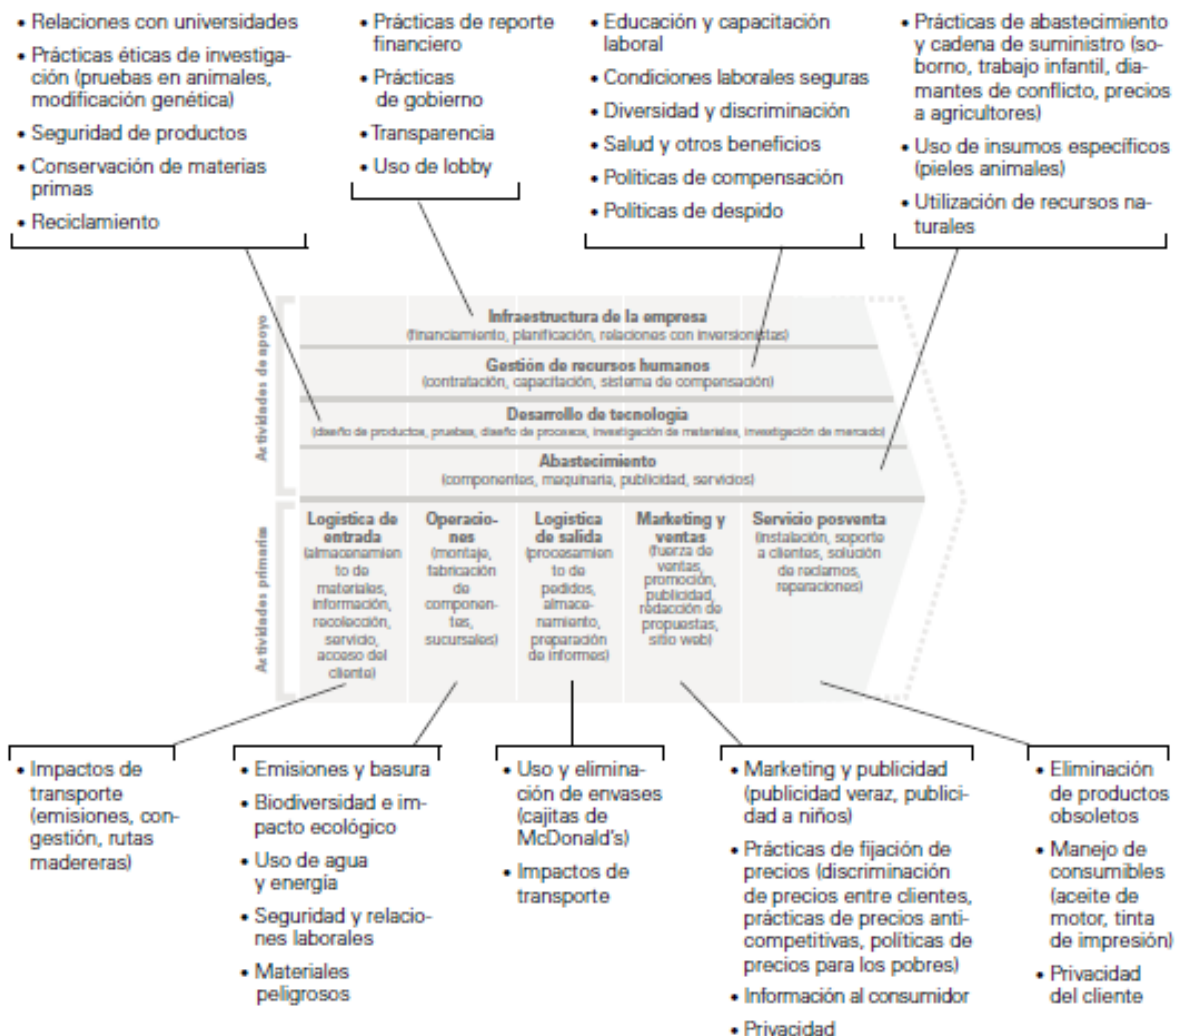 • Relaciones con universidades
• Prácticas éticas de investiga-
ción (pruebas en animales,
modificación genética)
• Seguridad de productos
• Conservación de materias
primas
• Reciclamiento
• Prácticas de reporte
financiero
• Prácticas
de gobierno
• Transparencia
• Uso de lobby
• Educación y capacitación
laboral
• Condiciones laborales seguras
• Diversidad y discriminación
• Salud y otros beneficios
• Políticas de compensación
• Políticas de despido
• Prácticas de abastecimiento
y cadena de suministro (so-
borno, trabajo infantil, dia-
mantes de conflicto, precios
a agricultores)
• Uso de insumos específicos
(pieles animales)
• Utilización de recursos na-
turales
Actividades de apoyo
Infraestructura de la empresa
(financiamiento, planificación, relaciones con inversionistas)
Gestión de recursos humanos
(contratación, capacitación, sistema de compensación)
Desarrollo de tecnología
(diseño de productos, pruebas, diseño de procesos, investigación de materiales, investigación de mercado)
Abastecimiento
(componentes, maquinaria, publicidad, servicios)
Actividades primarias
Logística de
entrada
(almacenamien
to de
materiales,
información,
recolección,
servicio,
acceso del
cliente)
Operacio-
nes
(montaje,
fabricación
de
componen-
tes,
sucursales)
Logística
de salida
(procesamien
to de
pedidos,
almace-
namiento,
preparación
de informes)
Marketing y
ventas
(fuerza de
ventas,
promoción,
publicidad,
redacción de
propuestas,
sitio web)
Servicio posventa
(instalación, soporte
a clientes, solución
de reclamos,
reparaciones)
• Impactos de
transporte
(emisiones, con-
gestión, rutas
madereras)
• Emisiones y basura
• Biodiversidad e im-
pacto ecológico
• Uso de agua
y energía
• Seguridad y relacio-
nes laborales
• Materiales
peligrosos
• Uso y elimina-
ción de envases
(cajitas de
McDonald's)
• Impactos de
transporte
• Marketing y publicidad
(publicidad veraz, publici-
dad a niños)
• Prácticas de fijación de
precios (discriminación
de precios entre clientes,
prácticas de precios anti-
competitivas, políticas de
precios para los pobres)
• Información al consumidor
• Privacidad
• Eliminación
de productos
obsoletos
• Manejo de
consumibles
(aceite de
motor, tinta
de impresión)
• Privacidad
del cliente